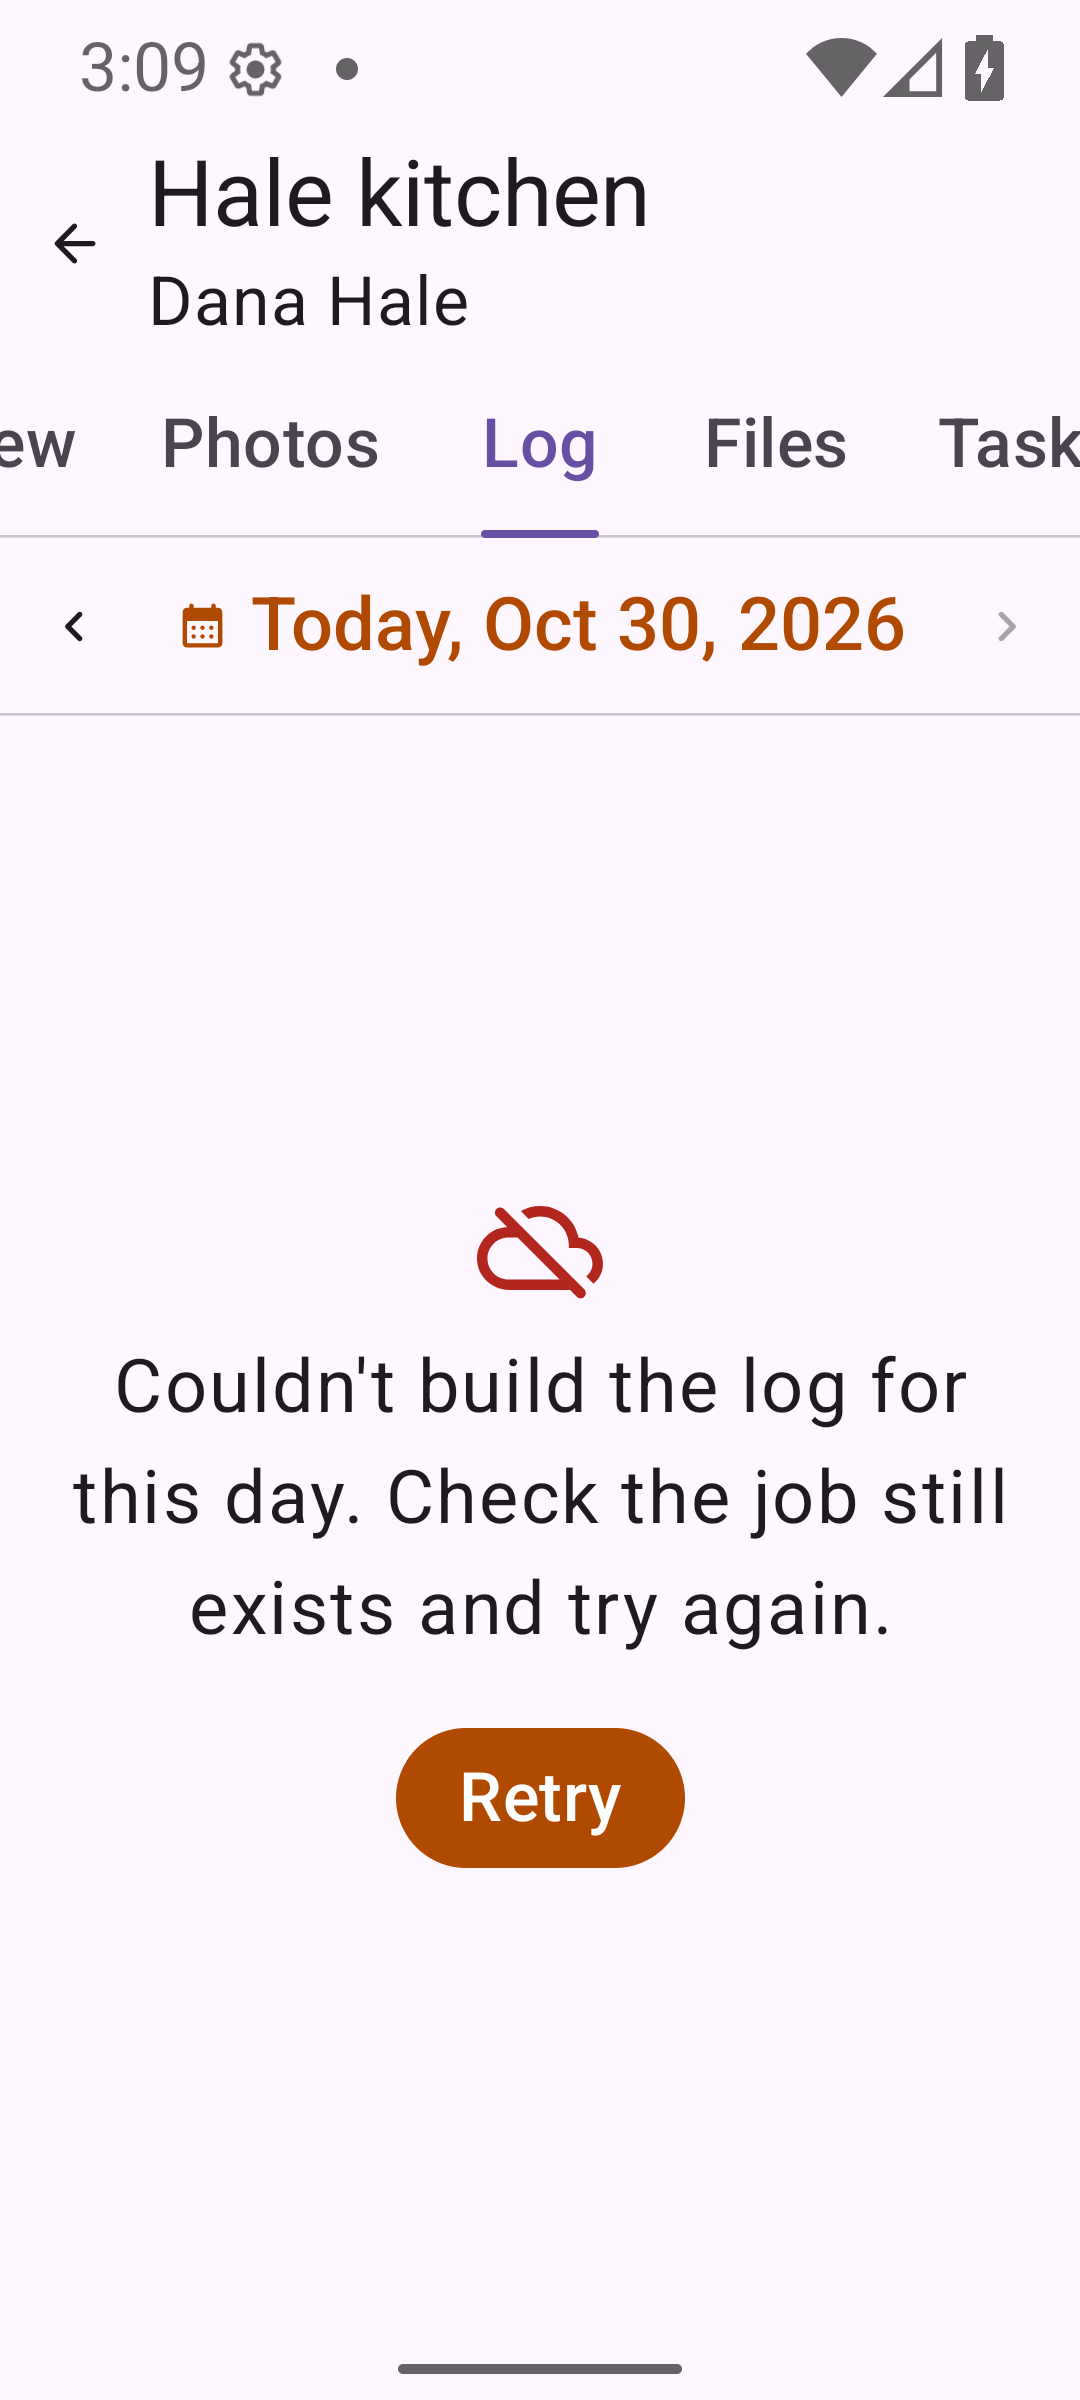 3:09
Hale kitchen
Dana Hale
ew Photos Log Files Task
Today, Oct 30, 2026
Couldn't build the log for
this day. Check the job still
exists and try again.
Retry